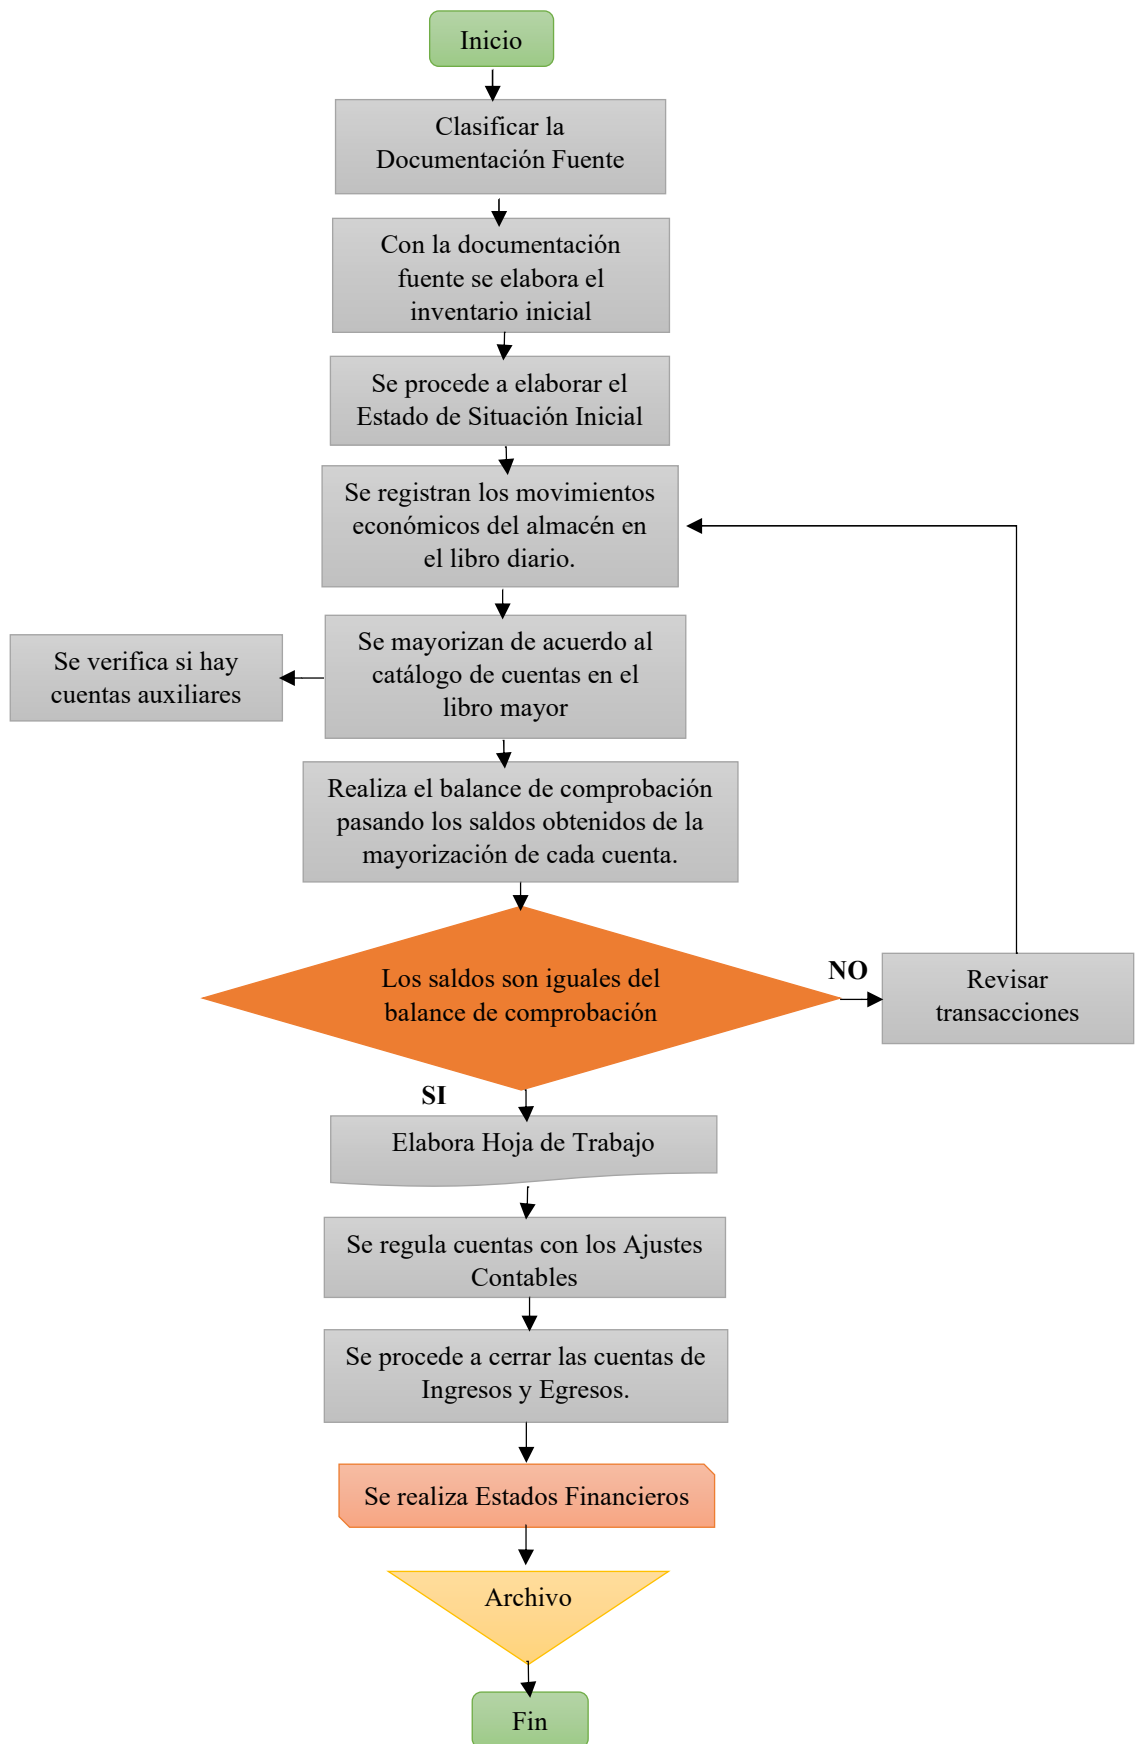 Inicio
Clasificar la
Documentación Fuente
Con la documentación
fuente se elabora el
inventario inicial
Se procede a elaborar el
Estado de Situación Inicial
Se registran los movimientos
económicos del almacén en
el libro diario.
Se mayorizan de acuerdo al
catálogo de cuentas en el
libro mayor
Se verifica si hay
cuentas auxiliares
Realiza el balance de comprobación
pasando los saldos obtenidos de la
mayorización de cada cuenta.
Los saldos son iguales del
balance de comprobación
NO
Revisar
transacciones
SI
Elabora Hoja de Trabajo
Se regula cuentas con los Ajustes
Contables
Se procede a cerrar las cuentas de
Ingresos y Egresos.
Se realiza Estados Financieros
Archivo
Fin